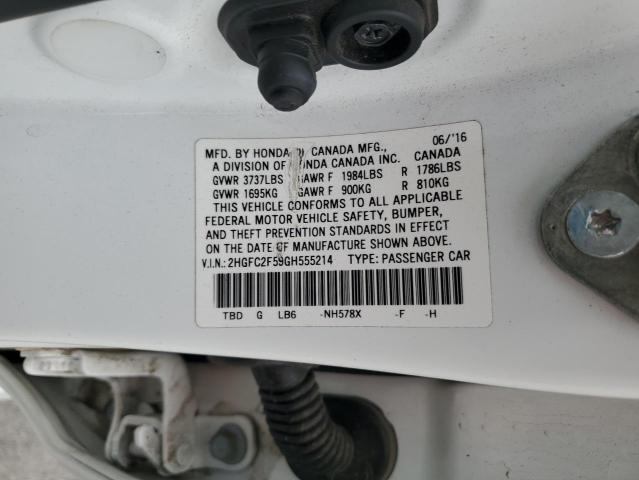 MFD. BY HONDA CANADA MFG., 06/'16
A DIVISION OF HONDA CANADA INC. CANADA
GVWR 3737LBS GAWR F 1984LBS R 1786LBS
GVWR 1695KG GAWR F 900KG R 810KG
THIS VEHICLE CONFORMS TO ALL APPLICABLE
FEDERAL MOTOR VEHICLE SAFETY, BUMPER,
AND THEFT PREVENTION STANDARDS IN EFFECT
ON THE DATE OF MANUFACTURE SHOWN ABOVE.
V.I.N.: 2HGFC2F59GH555214 TYPE: PASSENGER CAR
TBD G LB6 -NH578X -F -H